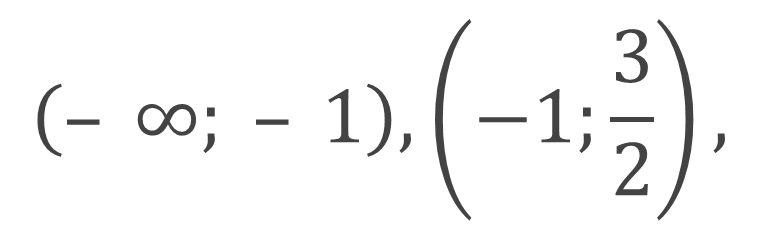 (– ∞; – 1), (−1; 3/2),